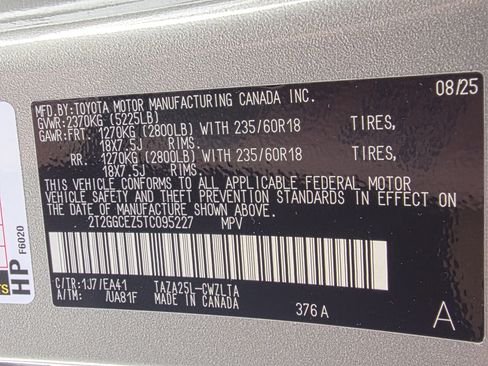 MFD.BY:TOYOTA MOTOR MANUFACTURING CANADA INC. 08/25
GVWR:2370KG (5225LB)
GAWR:FRT: 1270KG (2800LB) WITH 235/60R18 TIRES,
18X7.5J RIMS.
RR 1270KG (2800LB) WITH 235/60R18 TIRES,
18X7.5J RIMS.
THIS VEHICLE CONFORMS TO ALL APPLICABLE FEDERAL MOTOR
VEHICLE SAFETY AND THEFT PREVENTION STANDARDS IN EFFECT ON
THE DATE OF MANUFACTURE SHOWN ABOVE.
2T2GGCEZ5TC095227 MPV
C/TR:1J7/EA41 TAZA25L-CWZLTA
A/TM: /UA81F MADE IN CANADA 376A A
HP F6020
TS